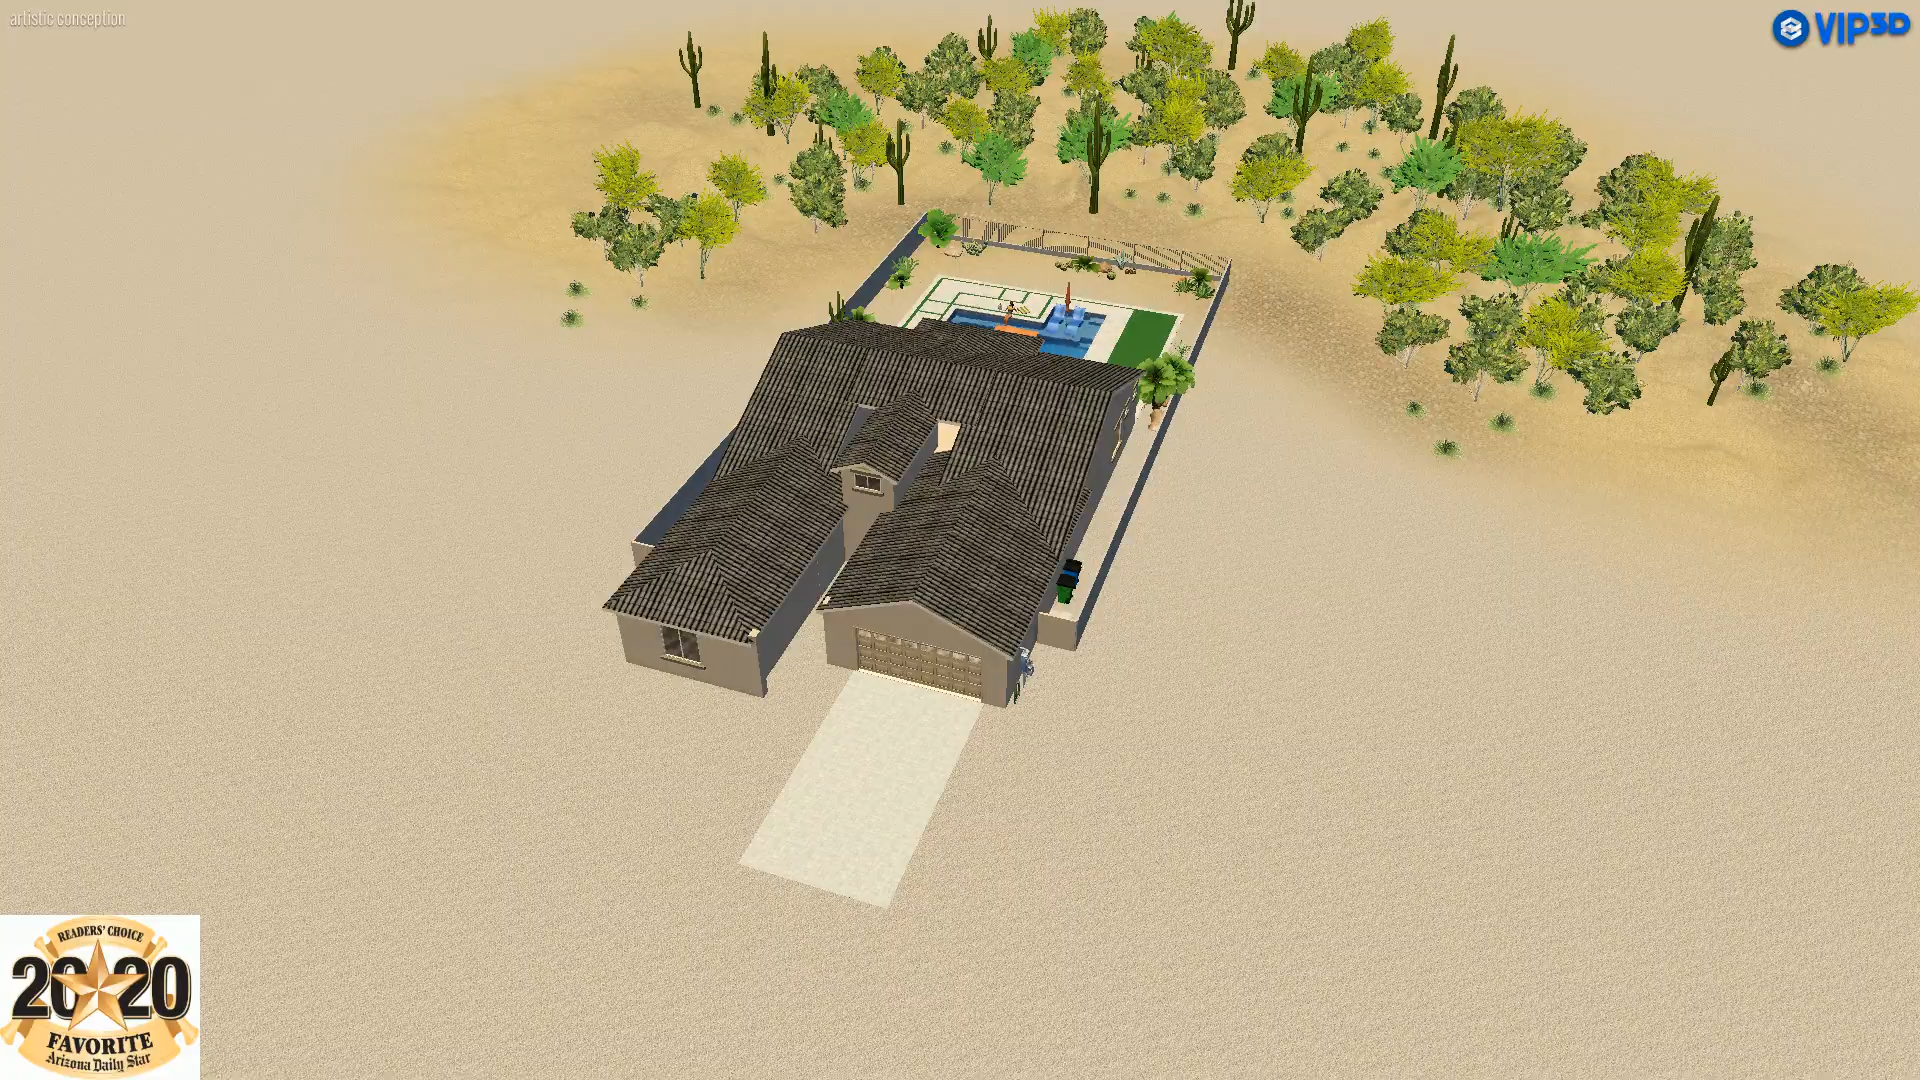 artistic conception
VIP3D
READERS' CHOICE
2020
FAVORITE
Arizona Daily Star